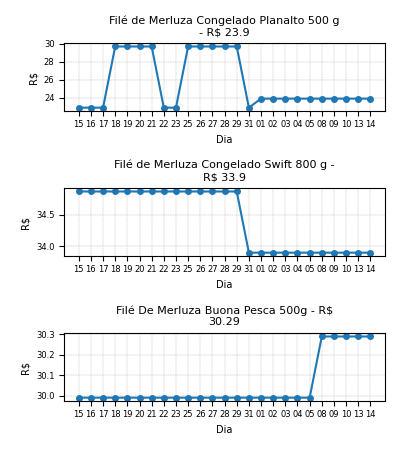 Filé de Merluza Congelado Planalto 500 g
- R$ 23.9
30
28
26
24
R$
15 16 17 18 19 20 21 22 23 25 26 27 28 29 31 01 02 03 04 05 08 09 10 13 14
Dia
Filé de Merluza Congelado Swift 800 g -
R$ 33.9
34.5
34.0
R$
15 16 17 18 19 20 21 22 23 25 26 27 28 29 31 01 02 03 04 05 08 09 10 13 14
Dia
Filé De Merluza Buona Pesca 500g - R$
30.29
30.3
30.2
30.1
30.0
R$
15 16 17 18 19 20 21 22 23 25 26 27 28 29 31 01 02 03 04 05 08 09 10 13 14
Dia